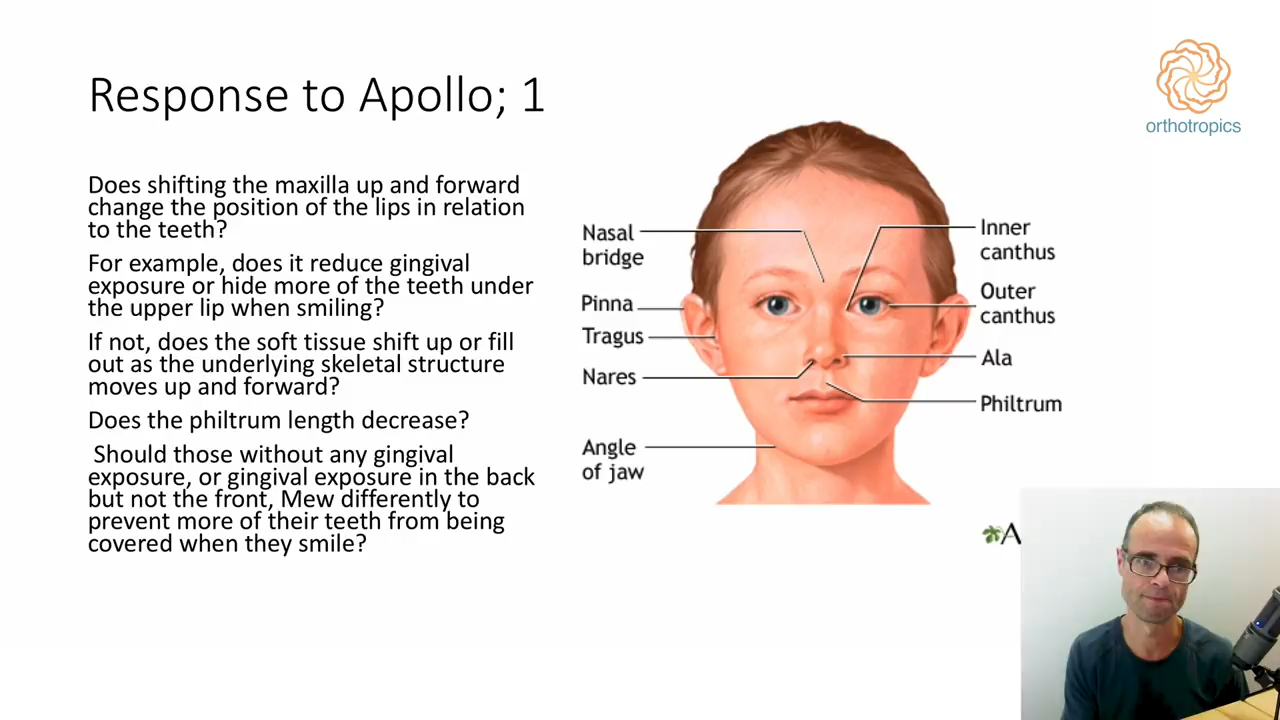 Response to Apollo; 1
orthotropics
Does shifting the maxilla up and forward
change the position of the lips in relation
to the teeth?
For example, does it reduce gingival
exposure or hide more of the teeth under
the upper lip when smiling?
If not, does the soft tissue shift up or fill
out as the underlying skeletal structure
moves up and forward?
Does the philtrum length decrease?
Should those without any gingival
exposure, or gingival exposure in the back
but not the front, Mew differently to
prevent more of their teeth from being
covered when they smile?
Nasal
bridge
Pinna
Tragus
Nares
Angle
of jaw
Inner
canthus
Outer
canthus
Ala
Philtrum
A